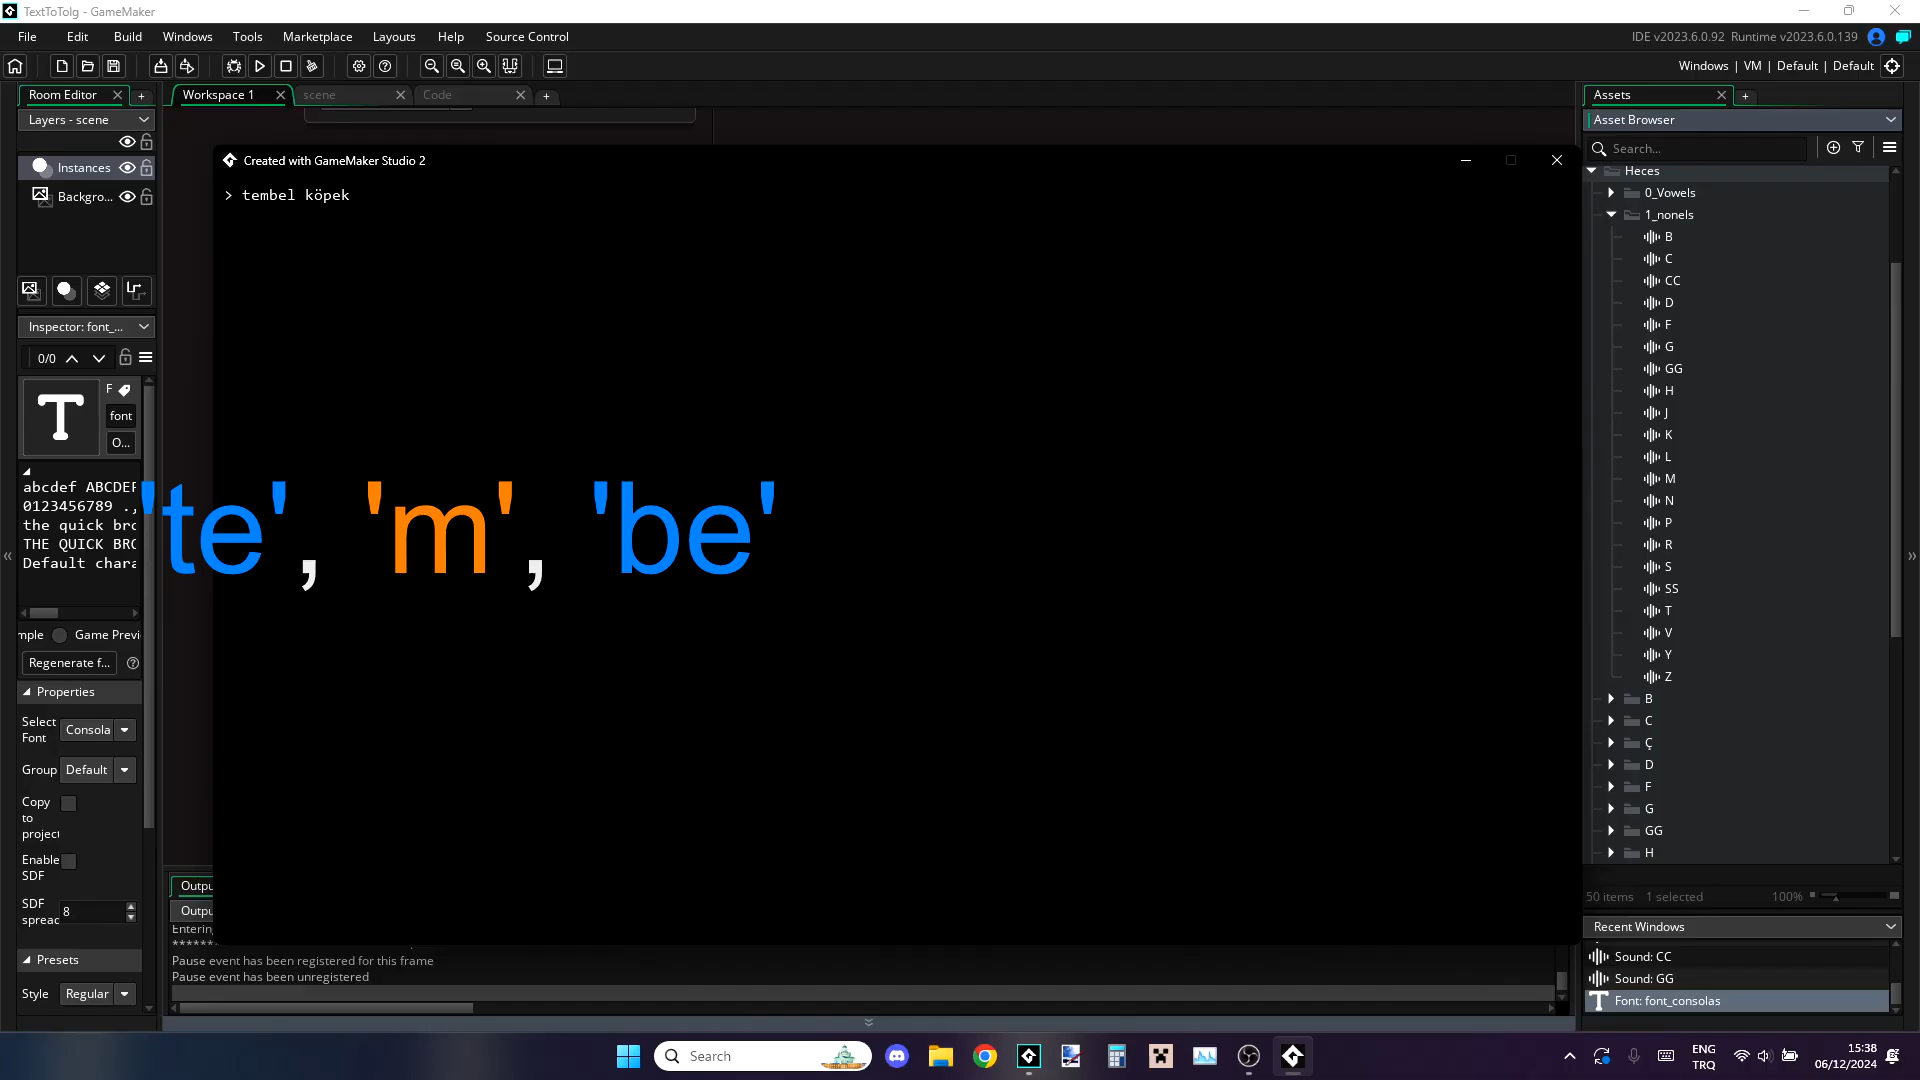 TextToTolg - GameMaker
File Edit Build Windows Tools Marketplace Layouts Help Source Control
IDE v2023.6.0.92 Runtime v2023.6.0.139
Windows | VM | Default | Default
Room Editor
Workspace 1
scene
Code
Assets
Layers - scene
Asset Browser
Instances
Backgro...
Search...
Created with GameMaker Studio 2
> tembel köpek
Heces
0_Vowels
1_nonels
B
C
CC
D
F
G
GG
H
J
K
L
M
N
P
R
S
SS
T
V
Y
Z
B
C
Ç
D
F
G
GG
H
Inspector: font_...
0/0
F
font
O...
abcdef ABCDEF
0123456789 .,
the quick bro
THE QUICK BRO
Default chara
'te', 'm', 'be'
mple
Game Previ
Regenerate f...
Properties
Select Font
Consola
Group
Default
Copy to project
Enable SDF
SDF spreac
8
Presets
Style
Regular
Outpu
Outpu
Entering
*******
Pause event has been registered for this frame
Pause event has been unregistered
50 items 1 selected
100%
Recent Windows
Sound: CC
Sound: GG
Font: font_consolas
Search
ENG
TRQ
15:38
06/12/2024